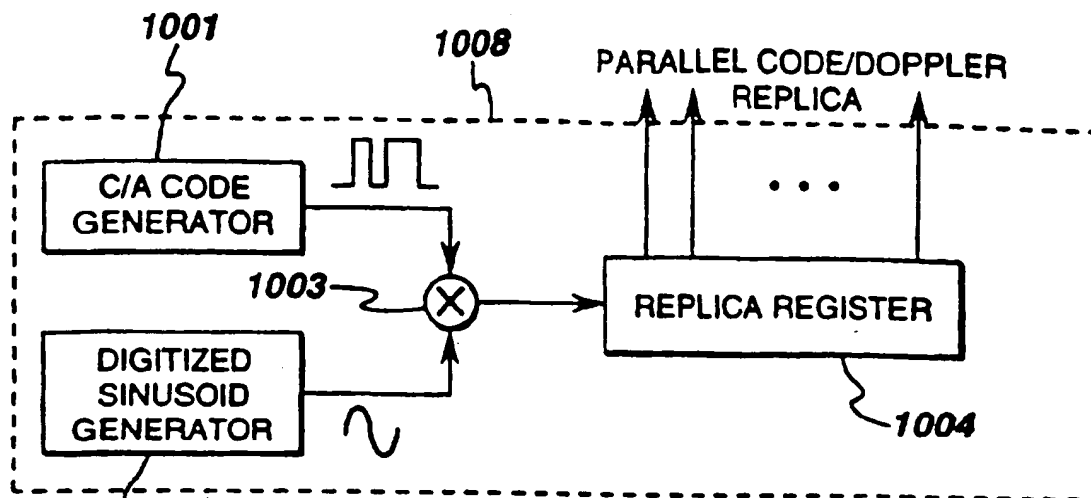 1001
1008
PARALLEL CODE/DOPPLER
REPLICA
C/A CODE
GENERATOR
1003
REPLICA REGISTER
DIGITIZED
SINUSOID
GENERATOR
1004